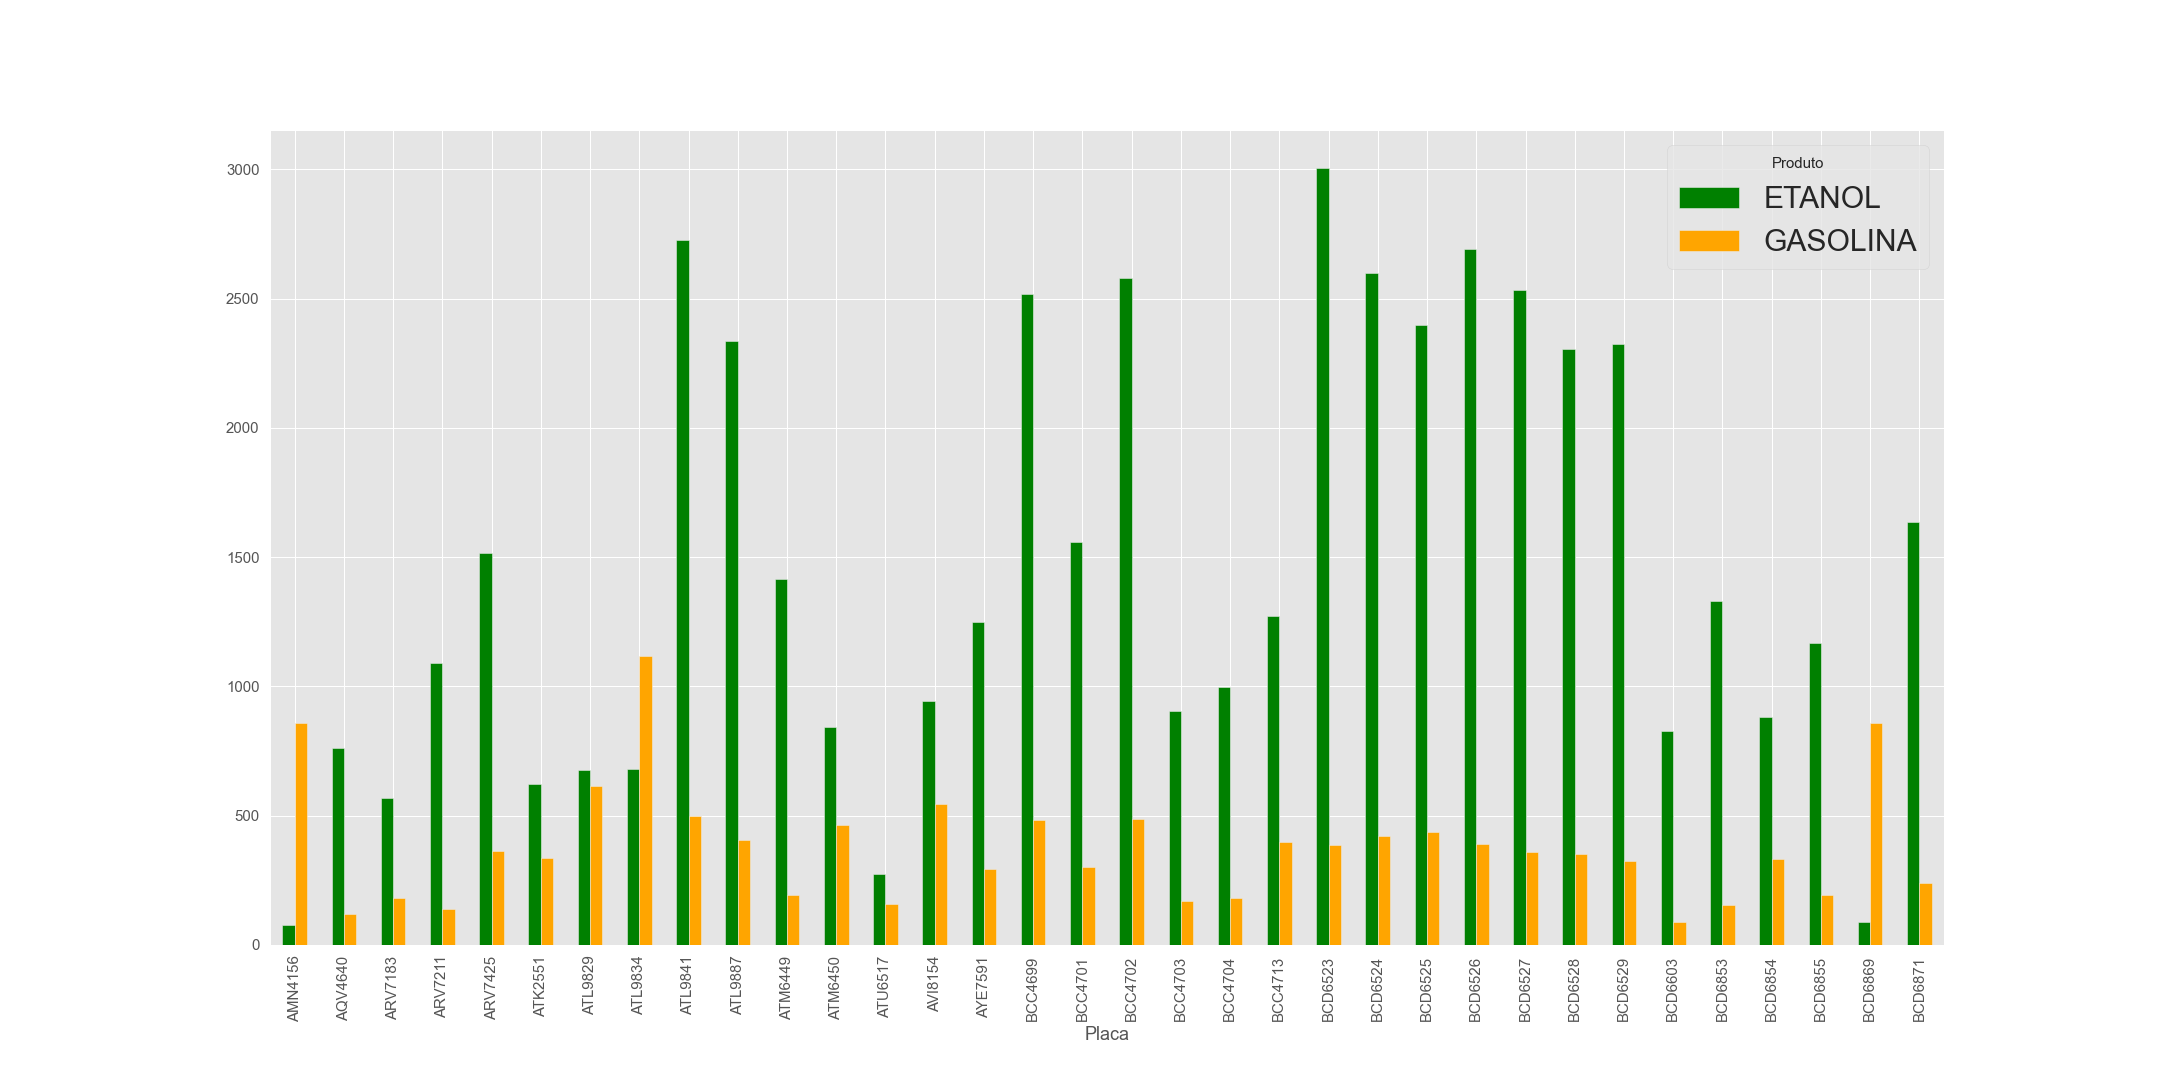 Produto
ETANOL
GASOLINA
3000
2500
2000
1500
1000
500
0
AMN4156
AQV4640
ARV7183
ARV7211
ARV7425
ATK2551
ATL9829
ATL9834
ATL9841
ATL9887
ATM6449
ATM6450
ATU6517
AVI8154
AYE7591
BCC4699
BCC4701
BCC4702
BCC4703
BCC4704
BCC4713
BCD6523
BCD6524
BCD6525
BCD6526
BCD6527
BCD6528
BCD6529
BCD6603
BCD6853
BCD6854
BCD6855
BCD6869
BCD6871
Placa